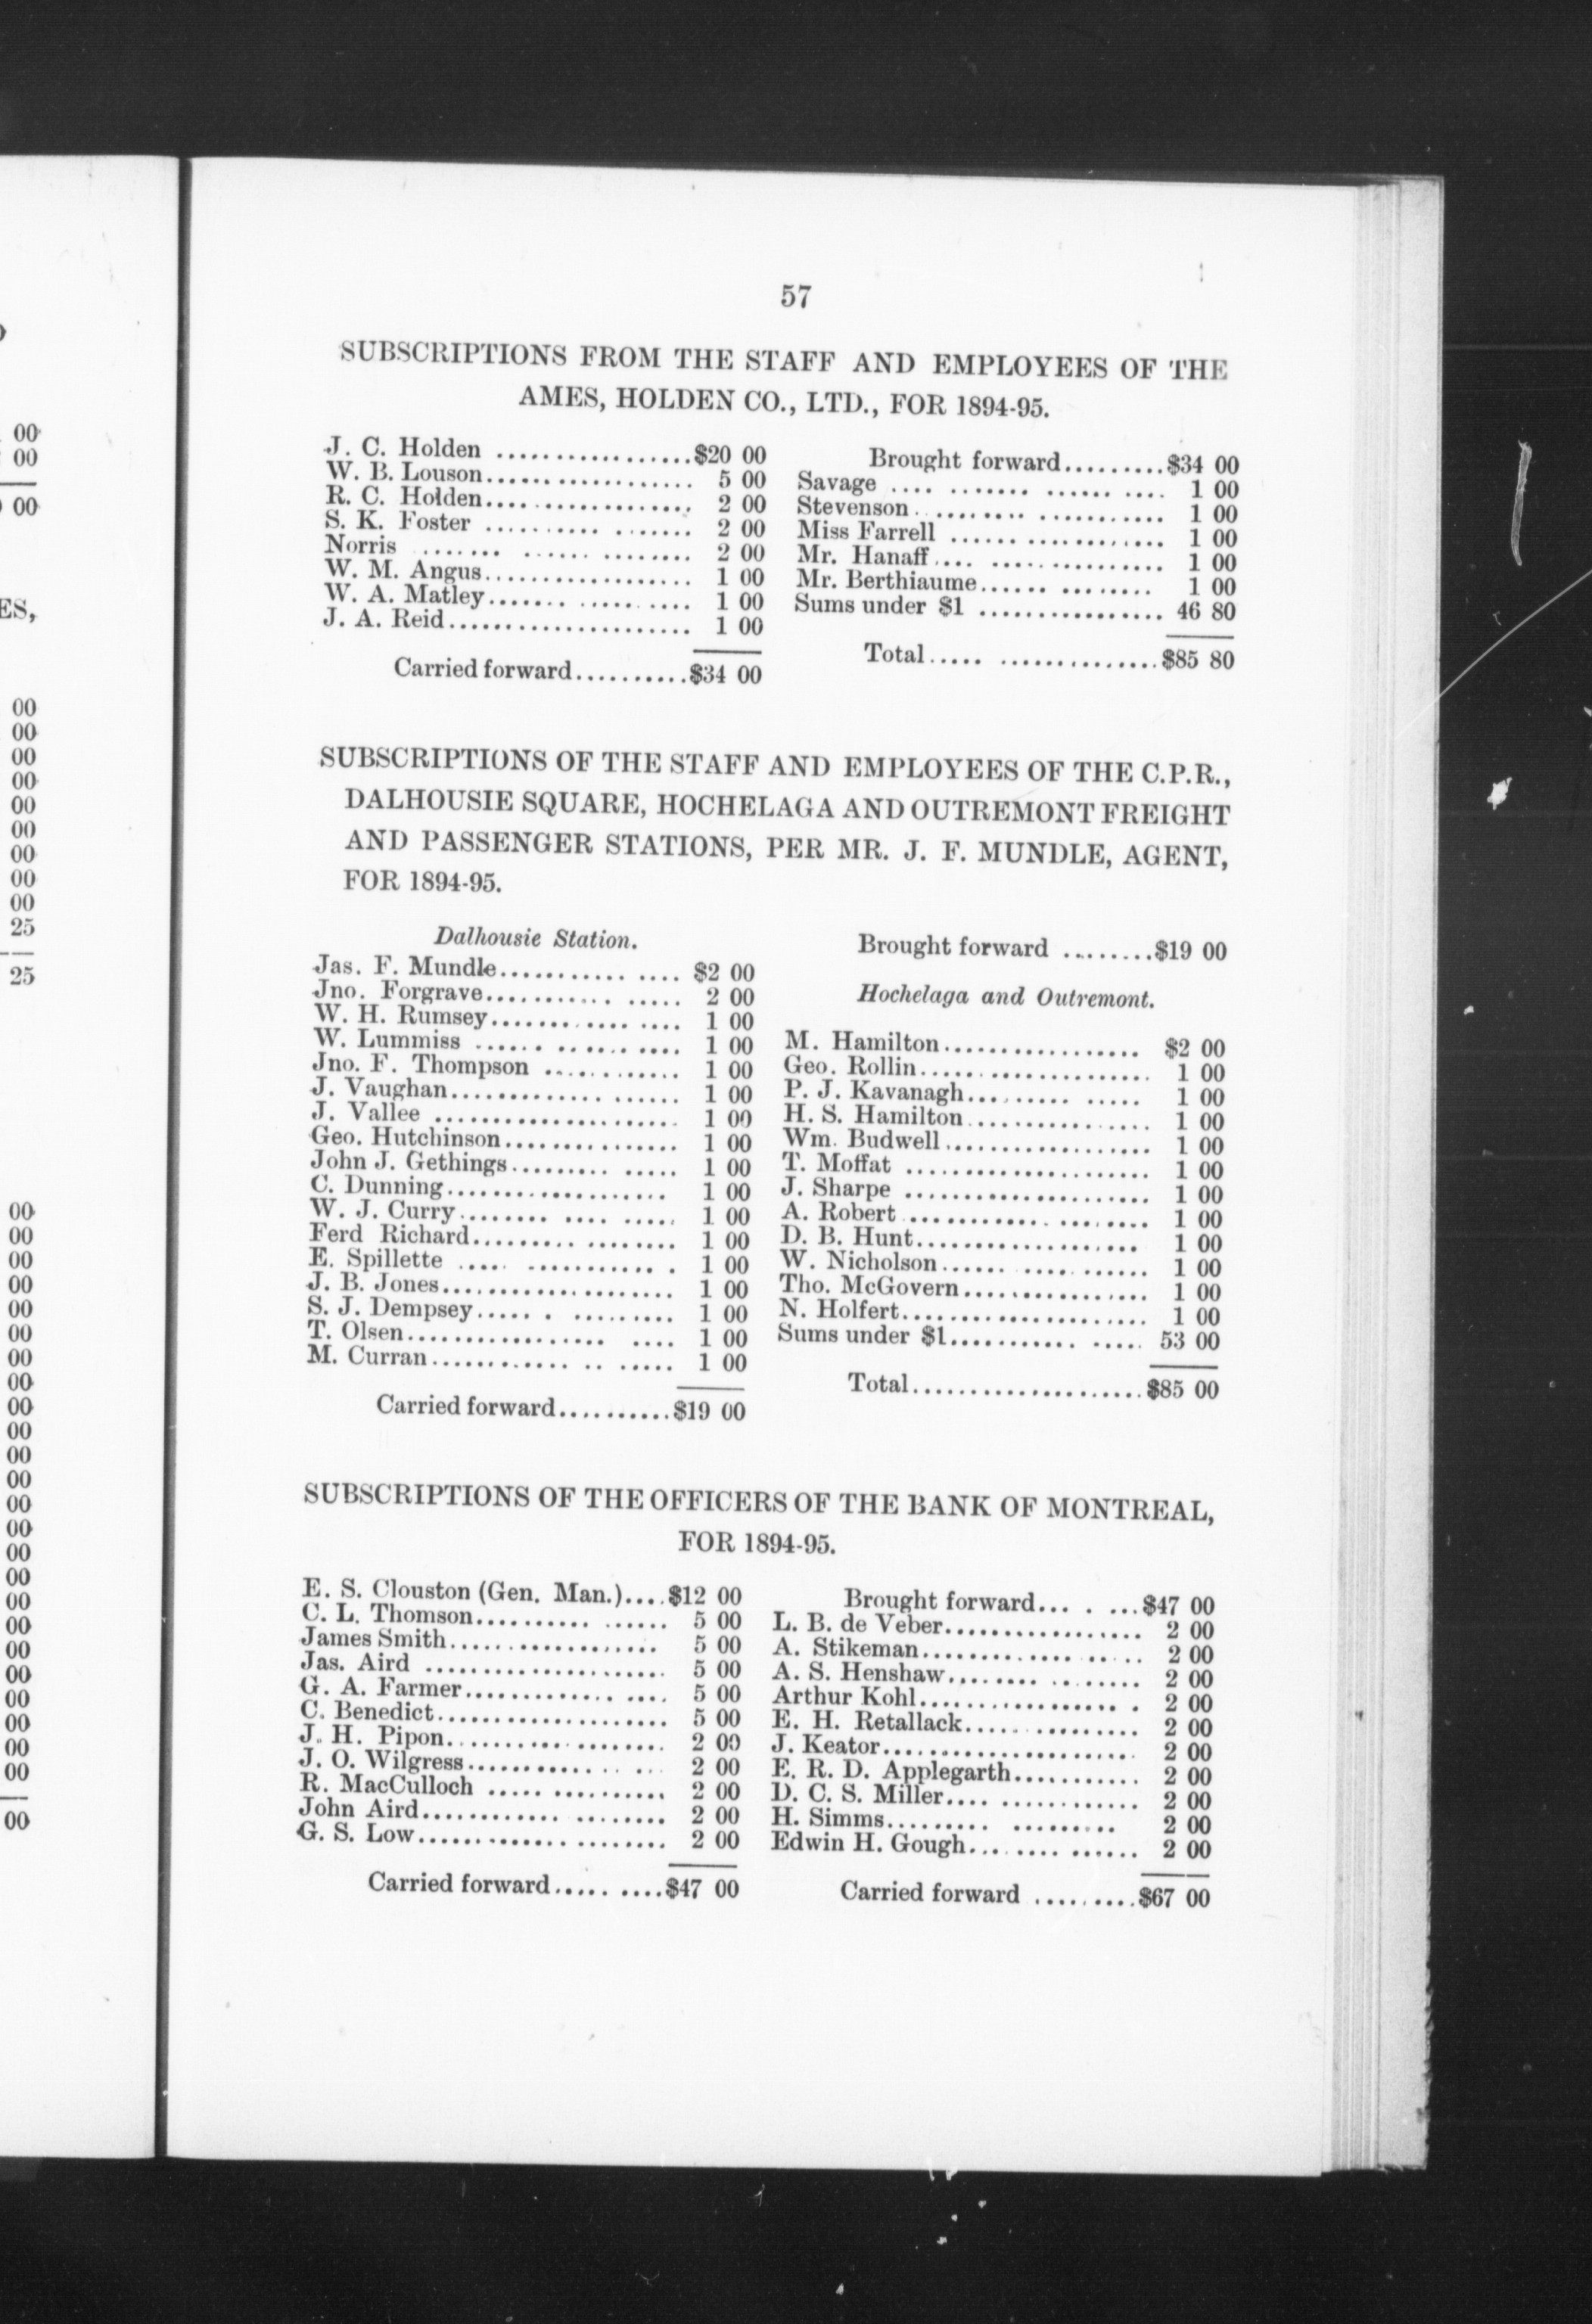 57
SUBSCRIPTIONS FROM THE STAFF AND EMPLOYEES OF THE
AMES, HOLDEN CO., LTD., FOR 1894-95.
J. C. Holden ..................$20 00
W. B. Louson................... 5 00
R. C. Holden................... 2 00
S. K. Foster ................... 2 00
Norris ................... 2 00
W. M. Angus................... 1 00
W. A. Matley................... 1 00
J. A. Reid...................... 1 00
Carried forward..........$34 00
Brought forward.........$34 00
Savage ................... 1 00
Stevenson................... 1 00
Miss Farrell ................... 1 00
Mr. Hanaff................... 1 00
Mr. Berthiaume............... 1 00
Sums under $1 ................ 46 80
Total...................$85 80
SUBSCRIPTIONS OF THE STAFF AND EMPLOYEES OF THE C.P.R.,
DALHOUSIE SQUARE, HOCHELAGA AND OUTREMONT FREIGHT
AND PASSENGER STATIONS, PER MR. J. F. MUNDLE, AGENT,
FOR 1894-95.
Dalhousie Station.
Jas. F. Mundle............... $2 00
Jno. Forgrave................ 2 00
W. H. Rumsey................ 1 00
W. Lummiss ................ 1 00
Jno. F. Thompson ............ 1 00
J. Vaughan................... 1 00
J. Vallee ...................... 1 00
Geo. Hutchinson................ 1 00
John J. Gethings.............. 1 00
C. Dunning................... 1 00
W. J. Curry................. 1 00
Ferd Richard................. 1 00
E. Spillette ................. 1 00
J. B. Jones..................... 1 00
S. J. Dempsey............... 1 00
T. Olsen..................... 1 00
M. Curran................... 1 00
Carried forward..........$19 00
Brought forward .........$19 00
Hochelaga and Outremont.
M. Hamilton.................. $2 00
Geo. Rollin..................... 1 00
P. J. Kavanagh.............. 1 00
H. S. Hamilton................ 1 00
Wm. Budwell................... 1 00
T. Moffat ...................... 1 00
J. Sharpe ...................... 1 00
A. Robert .................... 1 00
D. B. Hunt................... 1 00
W. Nicholson................. 1 00
Tho. McGovern................ 1 00
N. Holfert...................... 1 00
Sums under $1................ 53 00
Total.....................$85 00
SUBSCRIPTIONS OF THE OFFICERS OF THE BANK OF MONTREAL,
FOR 1894-95.
E. S. Clouston (Gen. Man.)....$12 00
C. L. Thomson................ 5 00
James Smith.................. 5 00
Jas. Aird ...................... 5 00
G. A. Farmer................. 5 00
C. Benedict..................... 5 00
J. H. Pipon................... 2 00
J. O. Wilgress............... 2 00
R. MacCulloch ............... 2 00
John Aird..................... 2 00
G. S. Low..................... 2 00
Carried forward.........$47 00
Brought forward.......$47 00
L. B. de Veber................. 2 00
A. Stikeman................... 2 00
A. S. Henshaw................ 2 00
Arthur Kohl................... 2 00
E. H. Retallack................ 2 00
J. Keator....................... 2 00
E. R. D. Applegarth........... 2 00
D. C. S. Miller................ 2 00
H. Simms.................. 2 00
Edwin H. Gough.............. 2 00
Carried forward .........$67 00